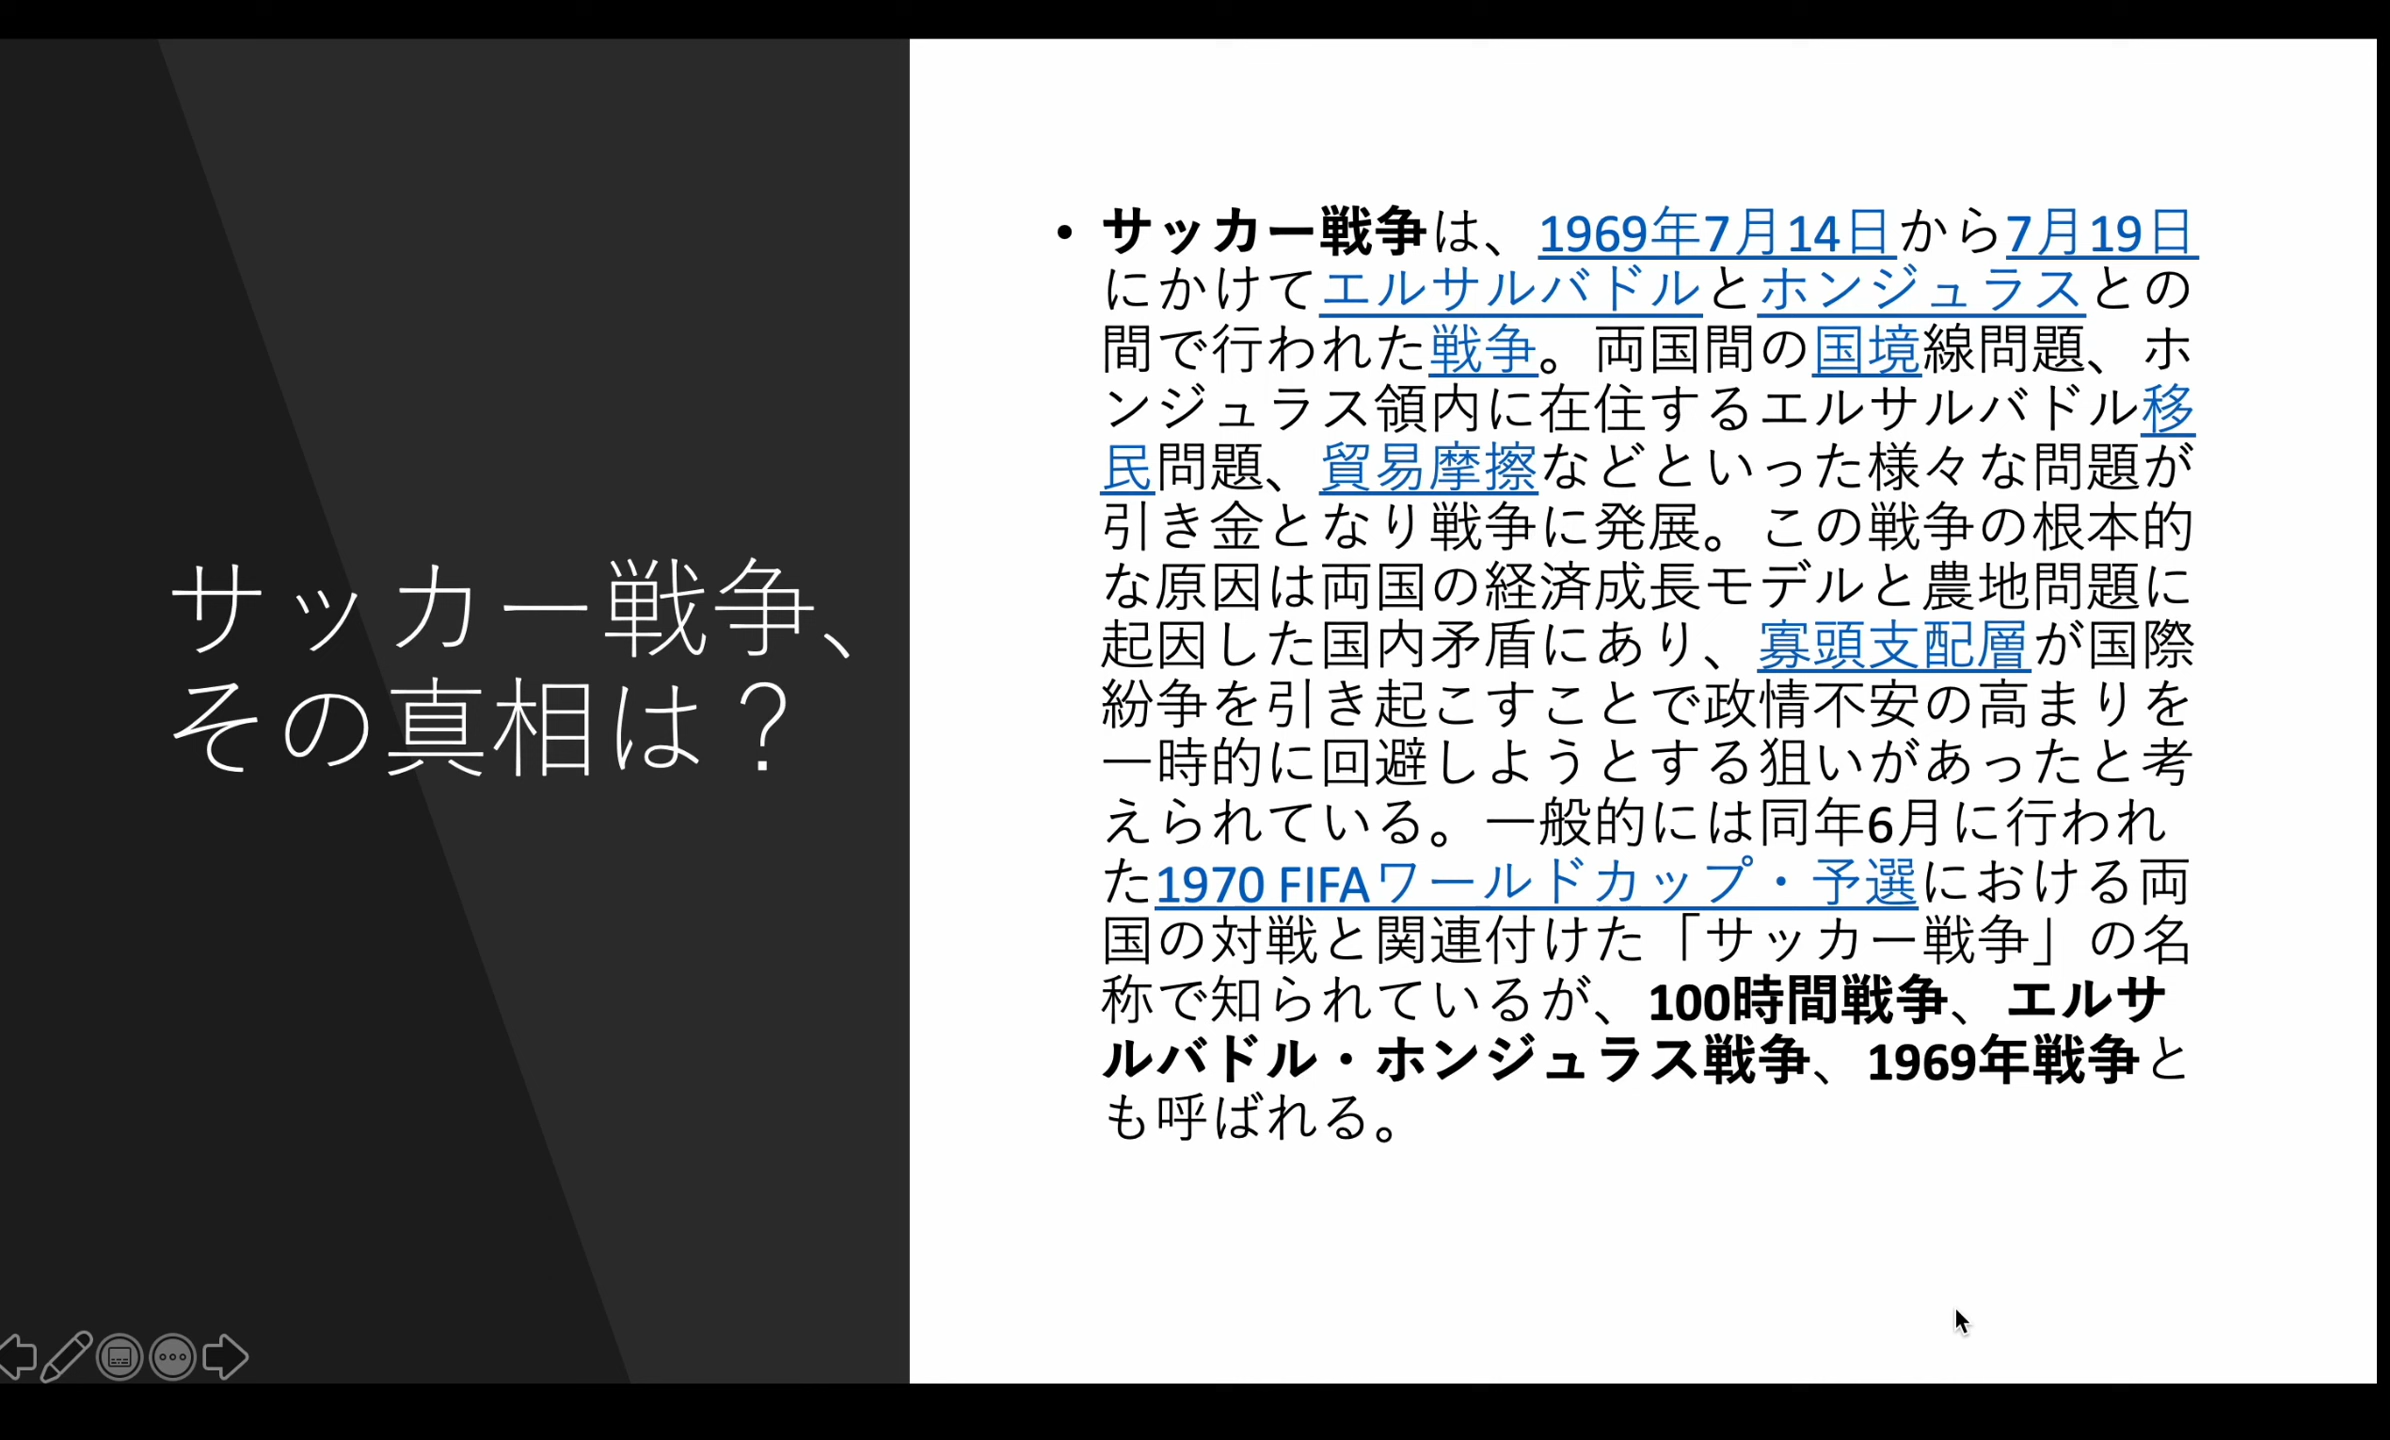 サッカー戦争、
その真相は？
• サッカー戦争は、1969年7月14日から7月19日
にかけてエルサルバドルとホンジュラスとの
間で行われた戦争。両国間の国境線問題、ホ
ンジュラス領内に在住するエルサルバドル移
民問題、貿易摩擦などといった様々な問題が
引き金となり戦争に発展。この戦争の根本的
な原因は両国の経済成長モデルと農地問題に
起因した国内矛盾にあり、寡頭支配層が国際
紛争を引き起こすことで政情不安の高まりを
一時的に回避しようとする狙いがあったと考
えられている。一般的には同年6月に行われ
た1970 FIFAワールドカップ・予選における両
国の対戦と関連付けた「サッカー戦争」の名
称で知られているが、100時間戦争、エルサ
ルバドル・ホンジュラス戦争、1969年戦争と
も呼ばれる。